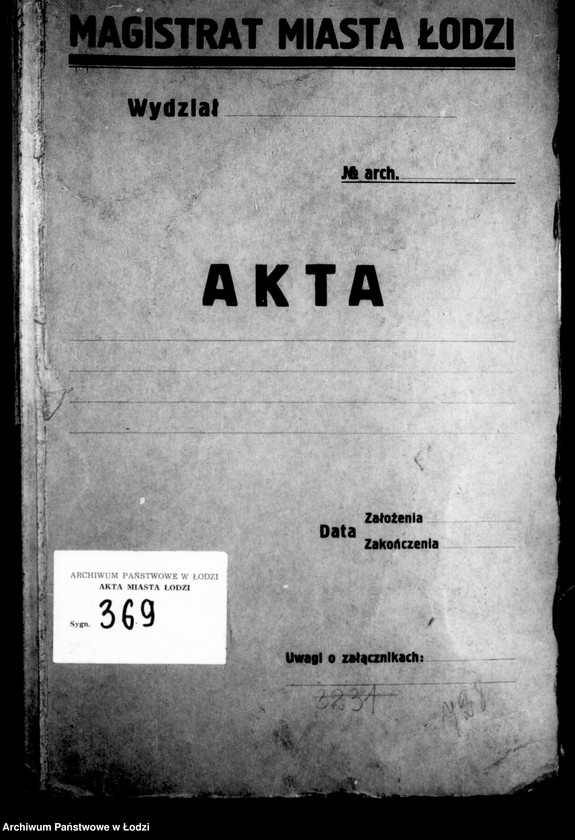 MAGISTRAT MIASTA ŁODZI
Wydział
№ arch.
AKTA
Data
Założenia
Zakończenia
ARCHIWUM PAŃSTWOWE W ŁODZI
AKTA MIASTA ŁODZI
Sygn. 369
Uwagi o załącznikach:
3231
Archiwum Państwowe w Łodzi